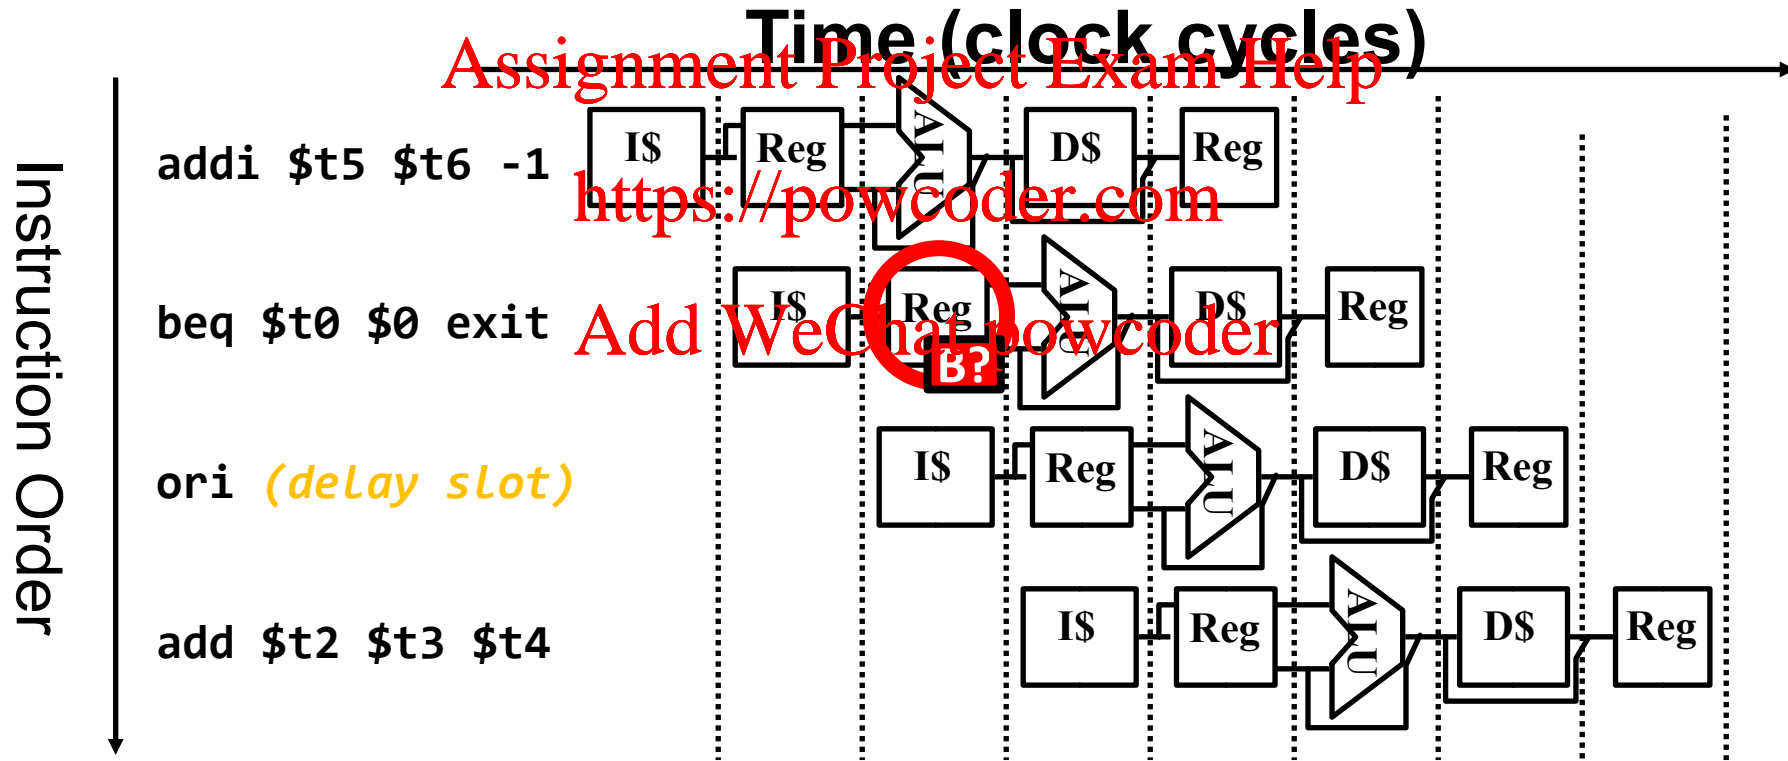 Time (clock cycles)
Assignment Project Exam Help
Instruction Order
addi $t5 $t6 -1 I$ Reg ALU D$ Reg
https://powcoder.com
beq $t0 $0 exit I$ Reg ALU D$ Reg
Add WeChat powcoder
B?
ori (delay slot) I$ Reg ALU D$ Reg
add $t2 $t3 $t4 I$ Reg ALU D$ Reg